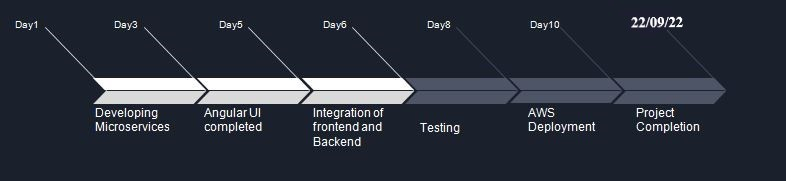 Day1
Day3
Day5
Day6
Day8
Day10
22/09/22
Developing
Microservices
Angular UI
completed
Integration of
frontend and
Backend
Testing
AWS
Deployment
Project
Completion